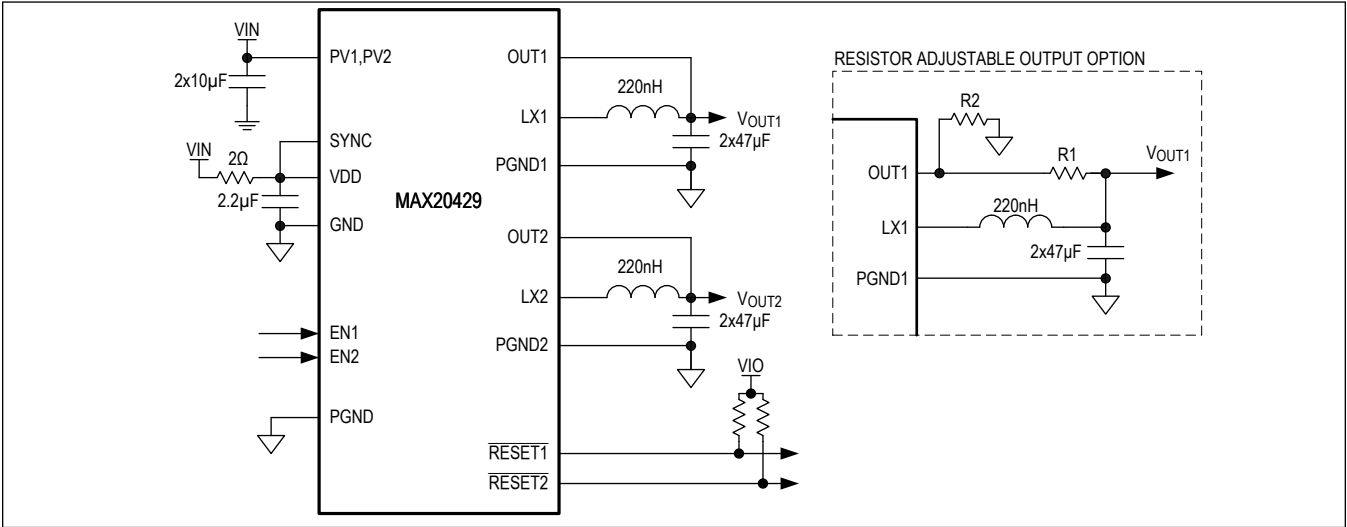 VIN
PV1,PV2
2x10µF
SYNC
VIN
2Ω
VDD
2.2µF
GND
EN1
EN2
PGND
MAX20429
OUT1
220nH
LX1
VOUT1
2x47µF
PGND1
OUT2
220nH
LX2
VOUT2
2x47µF
PGND2
VIO
RESET1
RESET2
RESISTOR ADJUSTABLE OUTPUT OPTION
R2
OUT1
R1
VOUT1
220nH
LX1
2x47µF
PGND1